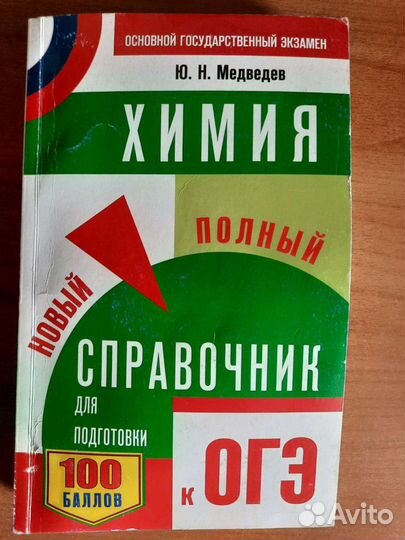 ОСНОВНОЙ ГОСУДАРСТВЕННЫЙ ЭКЗАМЕН
Ю. Н. Медведев
ХИМИЯ
НОВЫЙ
ПОЛНЫЙ
СПРАВОЧНИК
ДЛЯ
ПОДГОТОВКИ
К ОГЭ
100
БАЛЛОВ
Avito